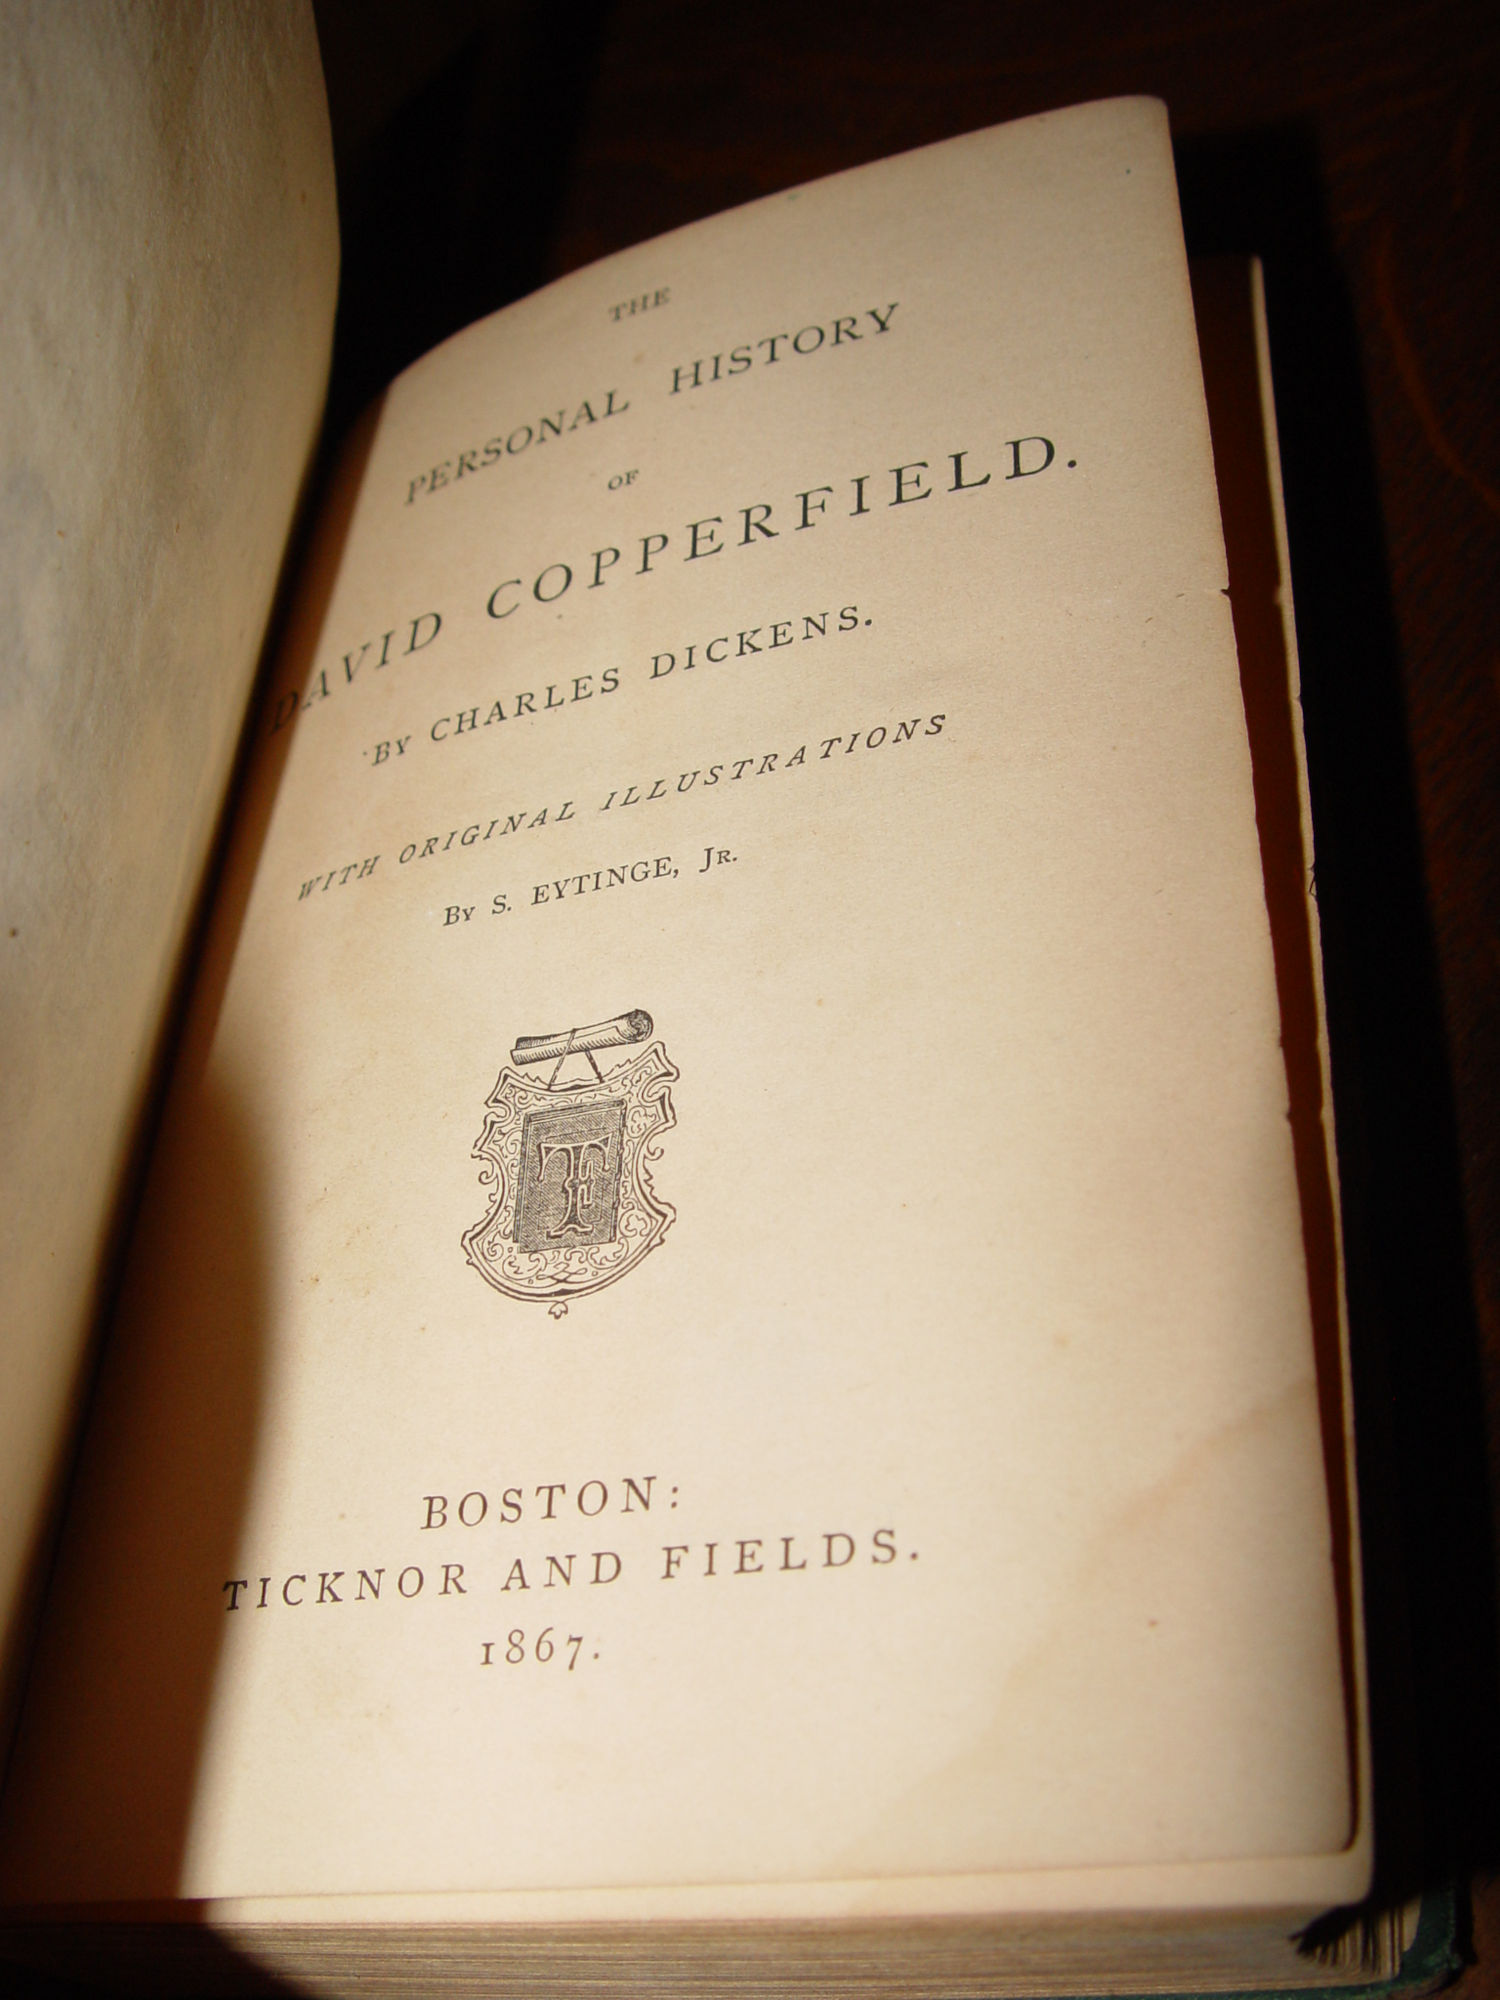 THE
PERSONAL HISTORY
OF
DAVID COPPERFIELD.
BY CHARLES DICKENS.
WITH ORIGINAL ILLUSTRATIONS
BY S. EYTINGE, JR.
TF
BOSTON:
TICKNOR AND FIELDS.
1867.